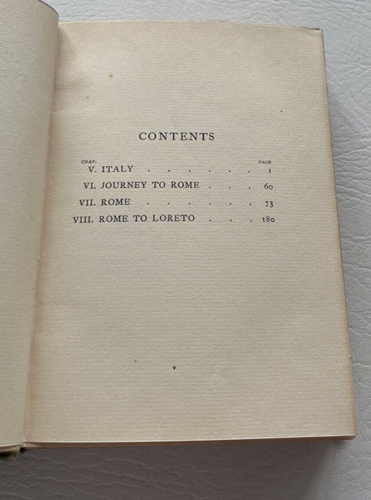 CONTENTS
CHAP. PAGE
V. ITALY . . . . . . 1
VI. JOURNEY TO ROME . . . 60
VII. ROME . . . . . . 73
VIII. ROME TO LORETO . . . 180
v